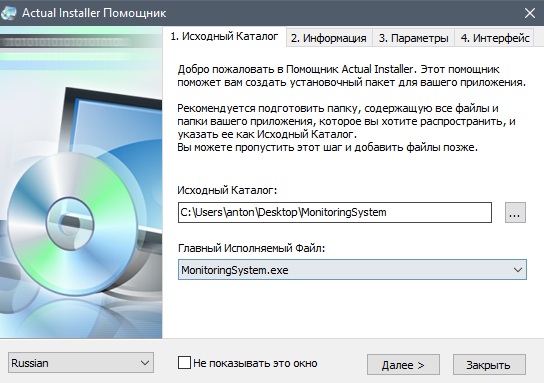 Actual Installer Помощник
1. Исходный Каталог
2. Информация
3. Параметры
4. Интерфейс
Добро пожаловать в Помощник Actual Installer. Этот помощник
поможет вам создать установочный пакет для вашего приложения.
Рекомендуется подготовить папку, содержащую все файлы и
папки вашего приложения, которое вы хотите распространить, и
указать ее как Исходный Каталог.
Вы можете пропустить этот шаг и добавить файлы позже.
Исходный Каталог:
C:\Users\anton\Desktop\MonitoringSystem
...
Главный Исполняемый Файл:
MonitoringSystem.exe
Russian
Не показывать это окно
Далее >
Закрыть